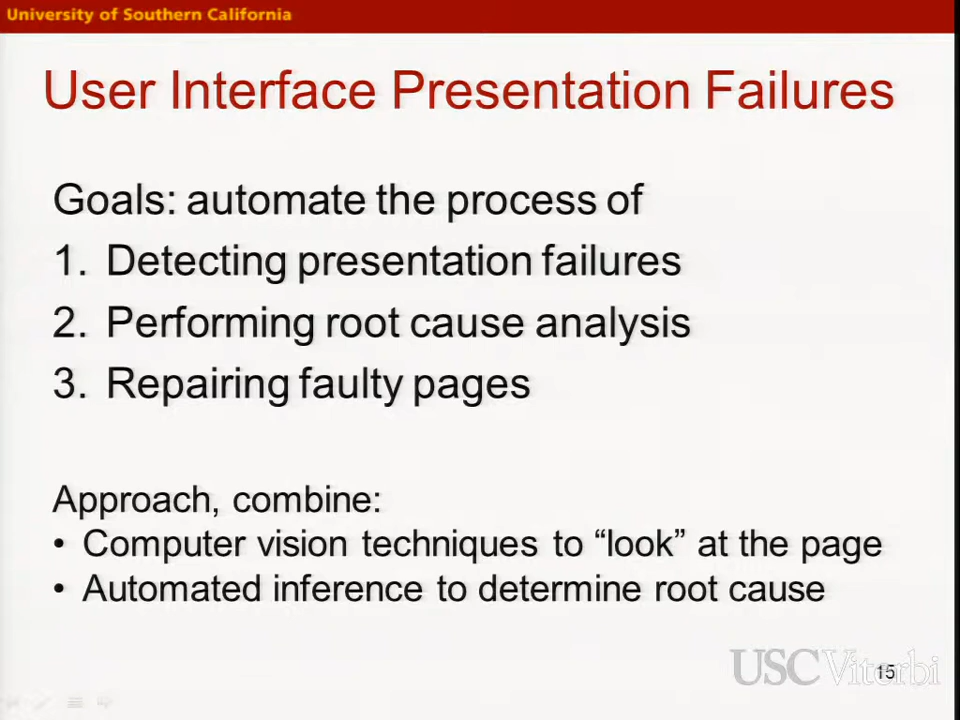 University of Southern California
User Interface Presentation Failures
Goals: automate the process of
1. Detecting presentation failures
2. Performing root cause analysis
3. Repairing faulty pages
Approach, combine:
• Computer vision techniques to “look” at the page
• Automated inference to determine root cause
USC Viterbi
15